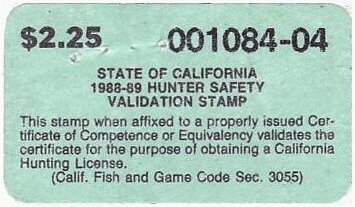 $2.25 001084-04
STATE OF CALIFORNIA
1988-89 HUNTER SAFETY
VALIDATION STAMP
This stamp when affixed to a properly issued Cer-
tificate of Competence or Equivalency validates the
certificate for the purpose of obtaining a California
Hunting License.
(Calif. Fish and Game Code Sec. 3055)